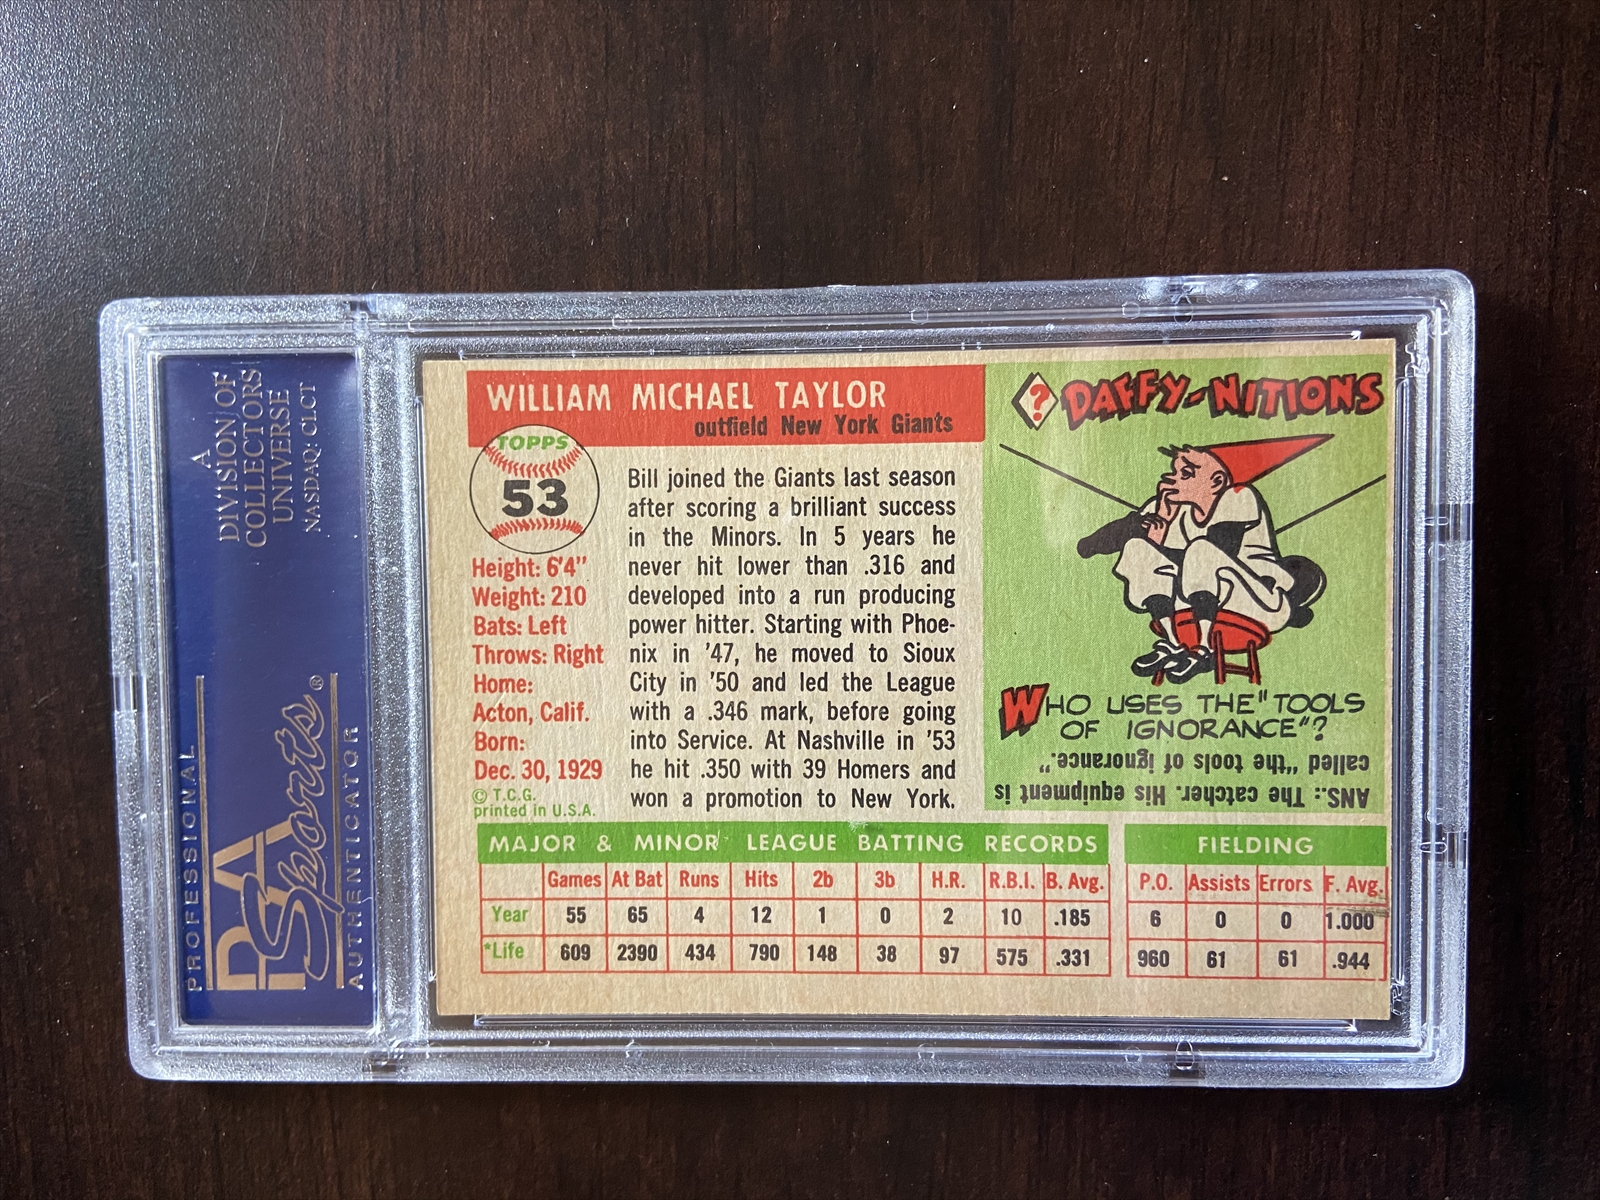 A
DIVISION OF
COLLECTORS
UNIVERSE
NASDAQ: CLCT
PROFESSIONAL
PSA
Sports®
AUTHENTICATOR
WILLIAM MICHAEL TAYLOR
outfield New York Giants
TOPPS
53
Height: 6'4"
Weight: 210
Bats: Left
Throws: Right
Home:
Acton, Calif.
Born:
Dec. 30, 1929
© T.C.G.
printed in U.S.A.
Bill joined the Giants last season
after scoring a brilliant success
in the Minors. In 5 years he
never hit lower than .316 and
developed into a run producing
power hitter. Starting with Phoe-
nix in '47, he moved to Sioux
City in '50 and led the League
with a .346 mark, before going
into Service. At Nashville in '53
he hit .350 with 39 Homers and
won a promotion to New York.
? DAFFY-NITIONS
WHO USES THE "TOOLS
OF IGNORANCE"?
ANS.: The catcher. His equipment is
called "the tools of ignorance".
MAJOR & MINOR LEAGUE BATTING RECORDS
Games At Bat Runs Hits 2b 3b H.R. R.B.I. B. Avg.
Year 55 65 4 12 1 0 2 10 .185
*Life 609 2390 434 790 148 38 97 575 .331
FIELDING
P.O. Assists Errors F. Avg.
6 0 0 1.000
960 61 61 .944